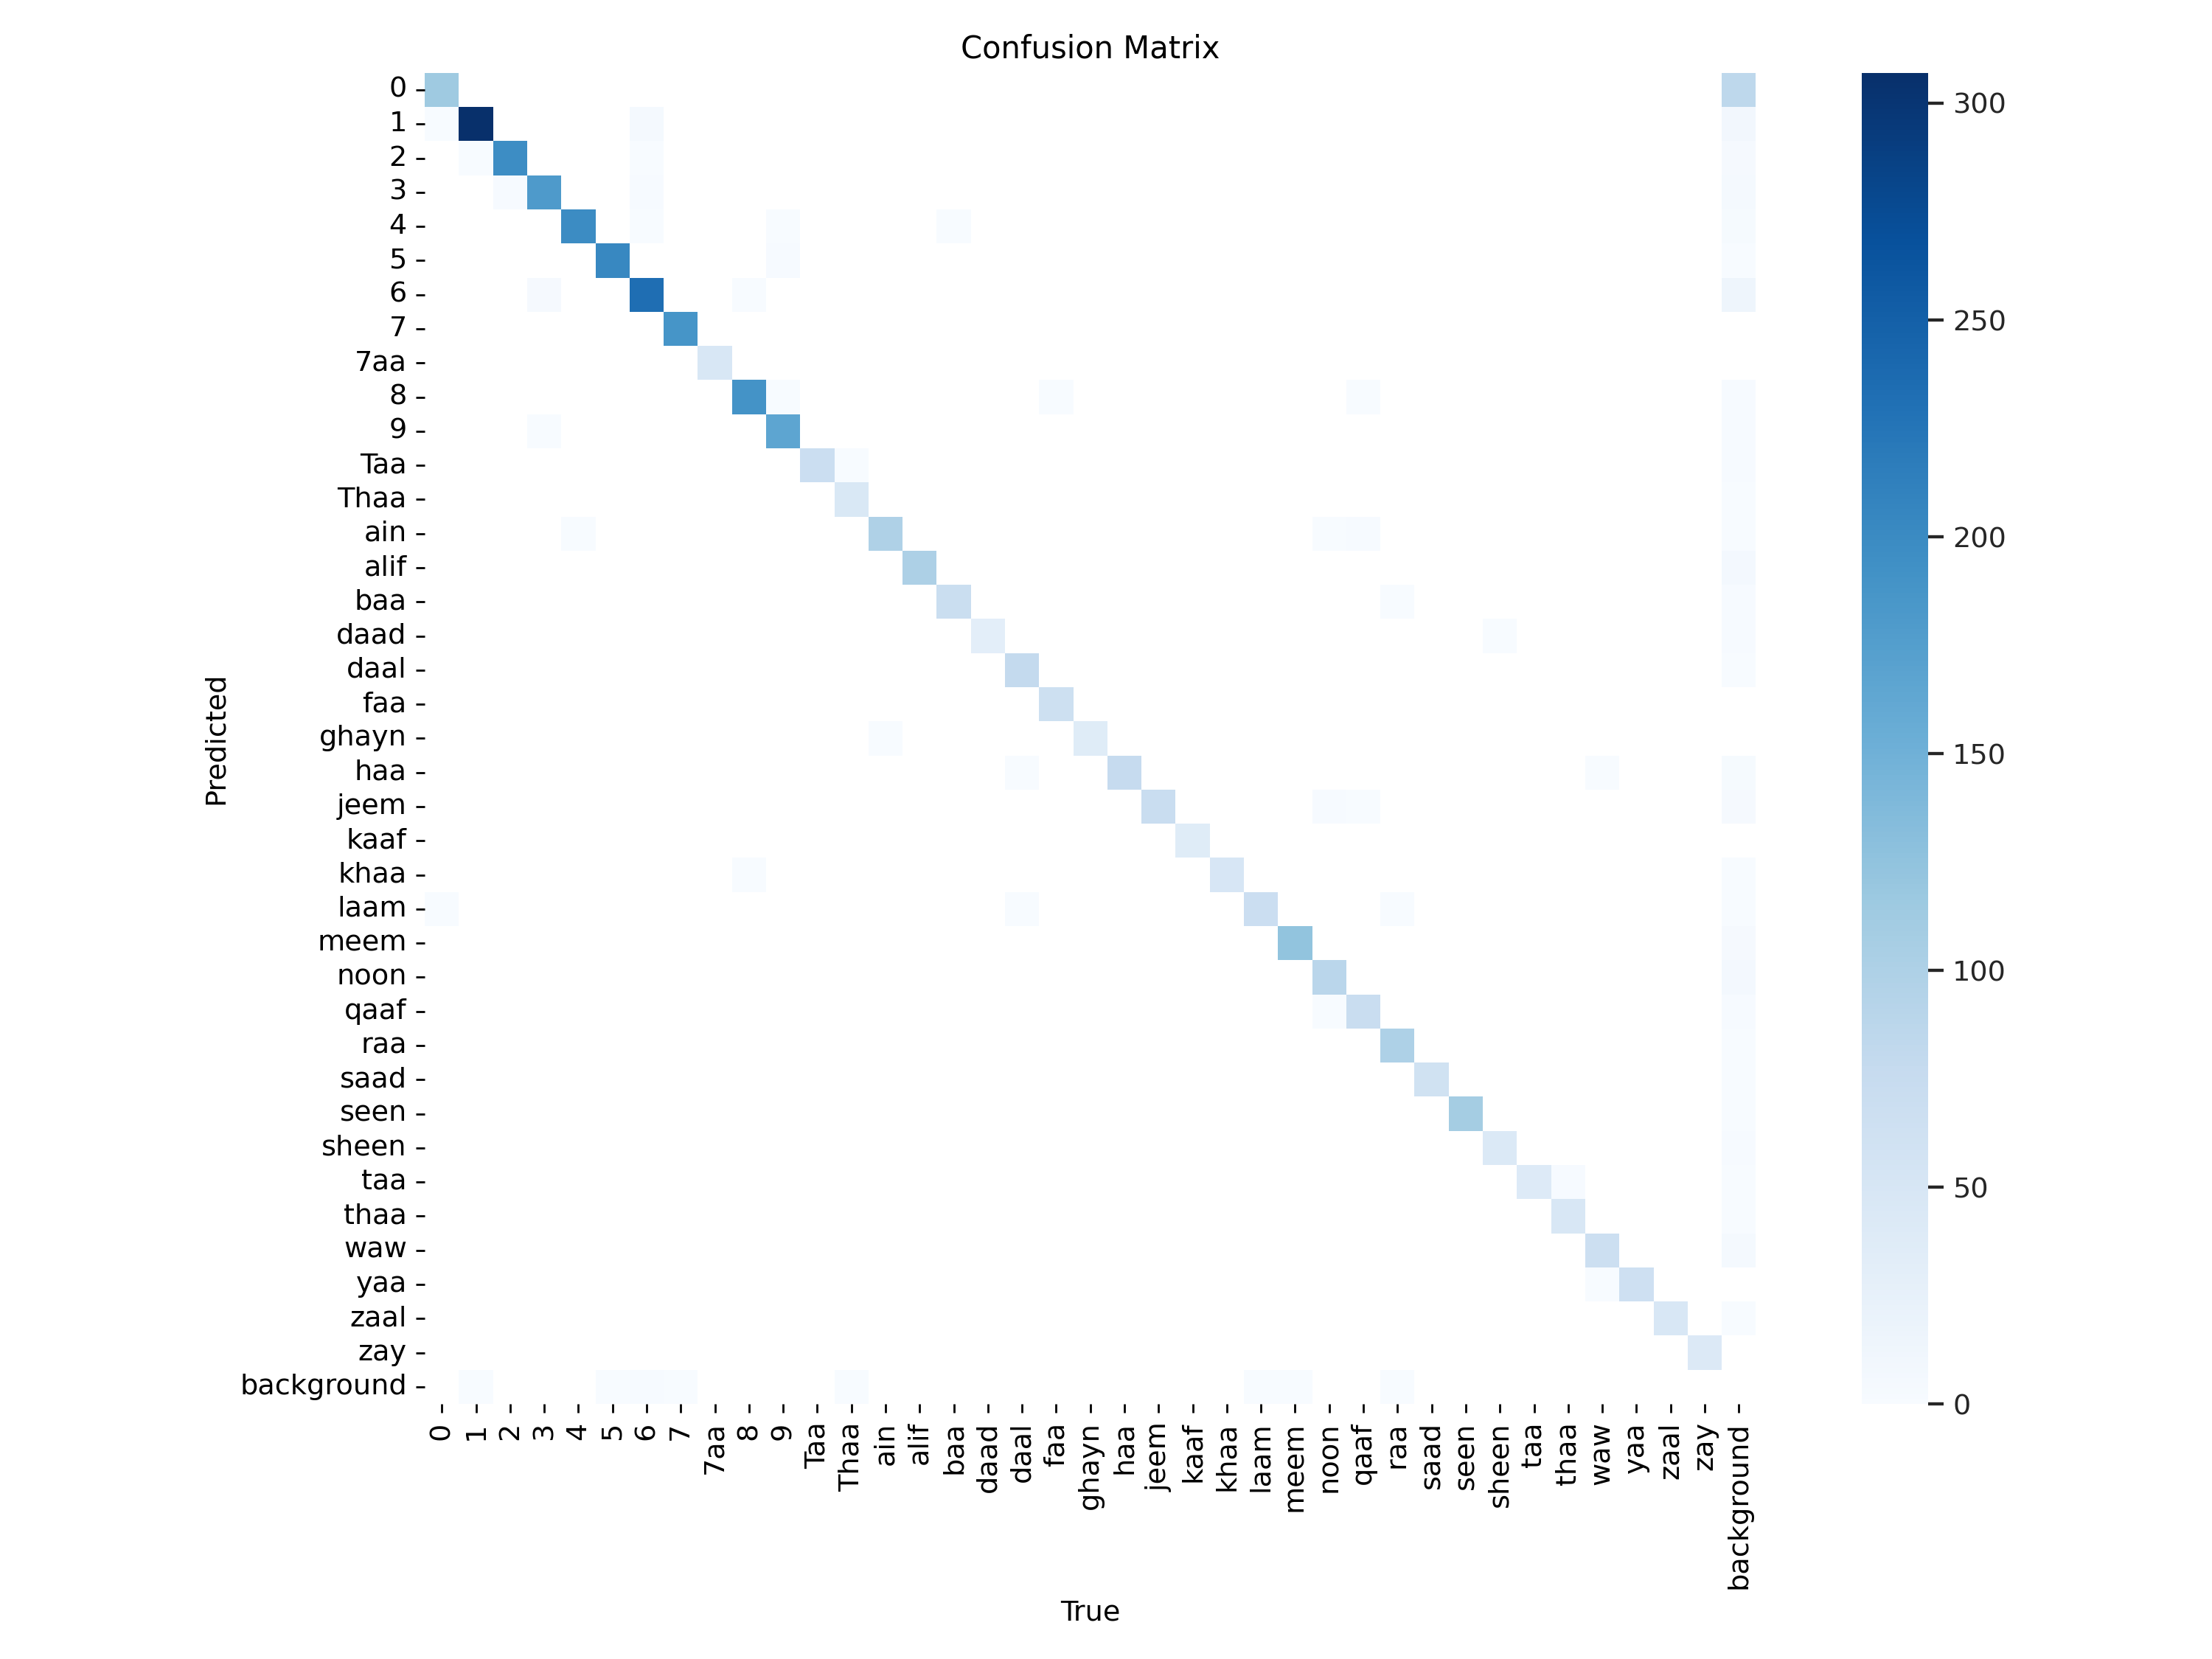 Confusion Matrix
Predicted
0
1
2
3
4
5
6
7
7aa
8
9
Taa
Thaa
ain
alif
baa
daad
daal
faa
ghayn
haa
jeem
kaaf
khaa
laam
meem
noon
qaaf
raa
saad
seen
sheen
taa
thaa
waw
yaa
zaal
zay
background
0 1 2 3 4 5 6 7 7aa 8 9 Taa Thaa ain alif baa daad daal faa ghayn haa jeem kaaf khaa laam meem noon qaaf raa saad seen sheen taa thaa waw yaa zaal zay background
True
300
250
200
150
100
50
0